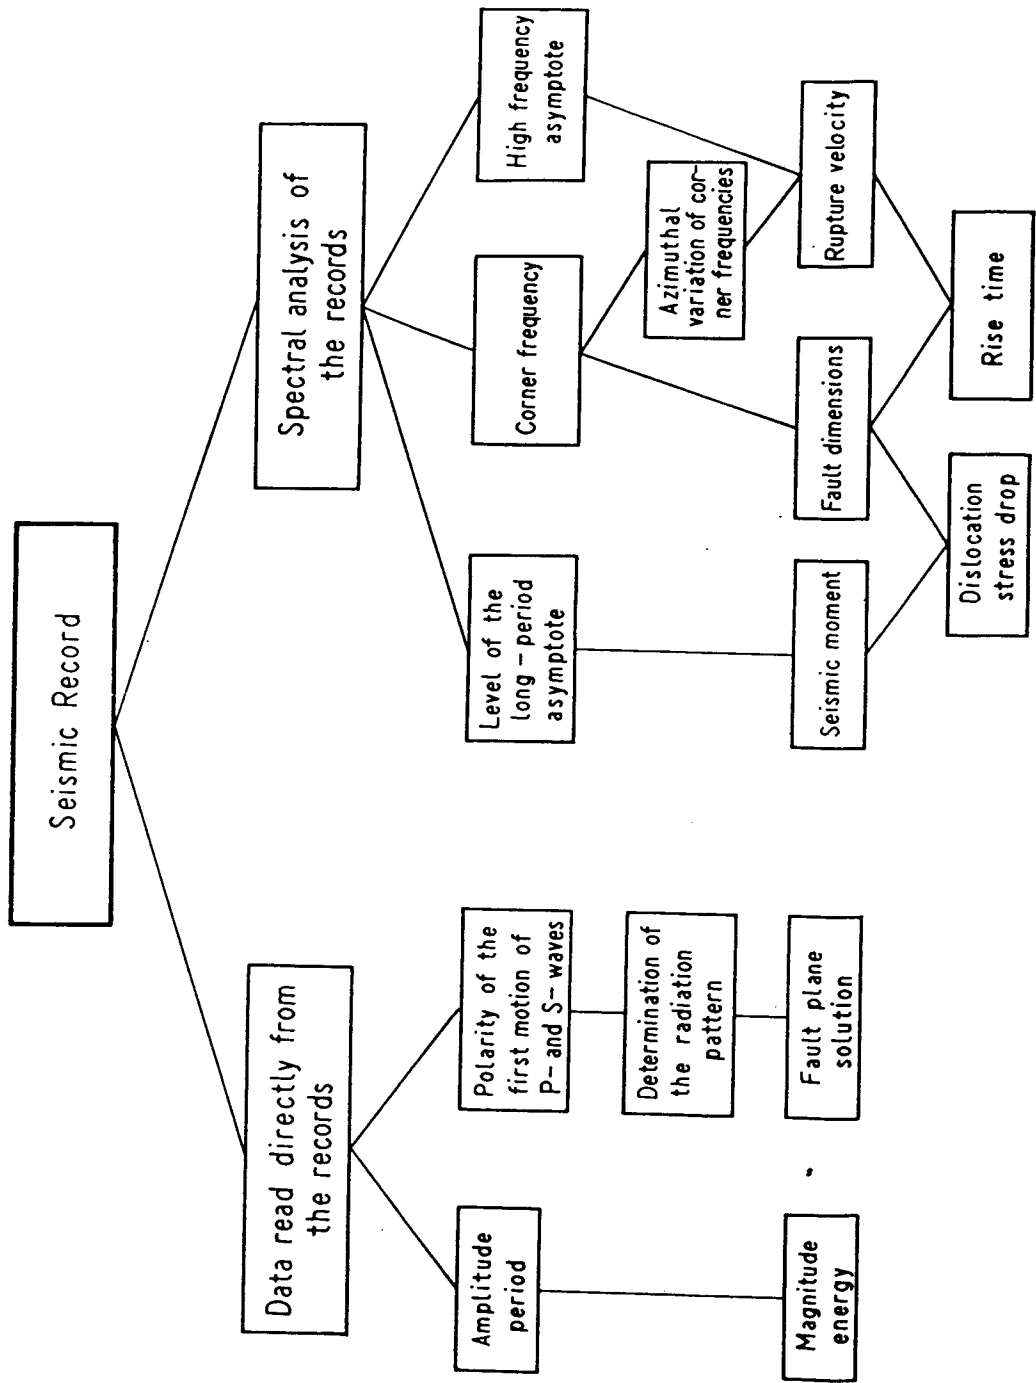 Seismic Record
Data read directly from
the records
Spectral analysis of
the records
Amplitude
period
Polarity of the
first motion of
P- and S-waves
Level of the
long-period
asymptote
Corner frequency
High frequency
asymptote
Determination of
the radiation
pattern
Azimuthal
variation of cor-
ner frequencies
Magnitude
energy
Fault plane
solution
Seismic moment
Fault dimensions
Rupture velocity
Dislocation
stress drop
Rise time